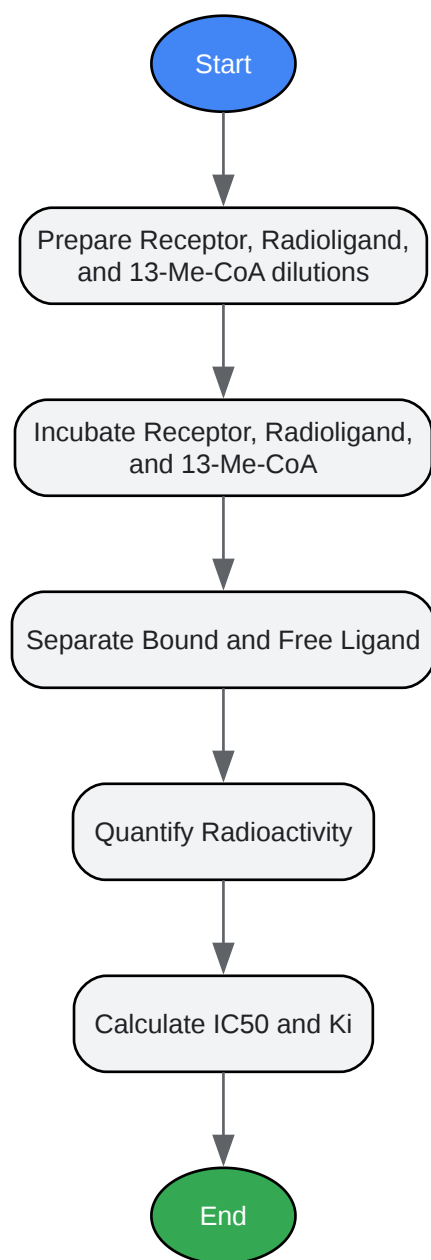 Start
Prepare Receptor, Radioligand,
and 13-Me-CoA dilutions
Incubate Receptor, Radioligand,
and 13-Me-CoA
Separate Bound and Free Ligand
Quantify Radioactivity
Calculate IC50 and Ki
End